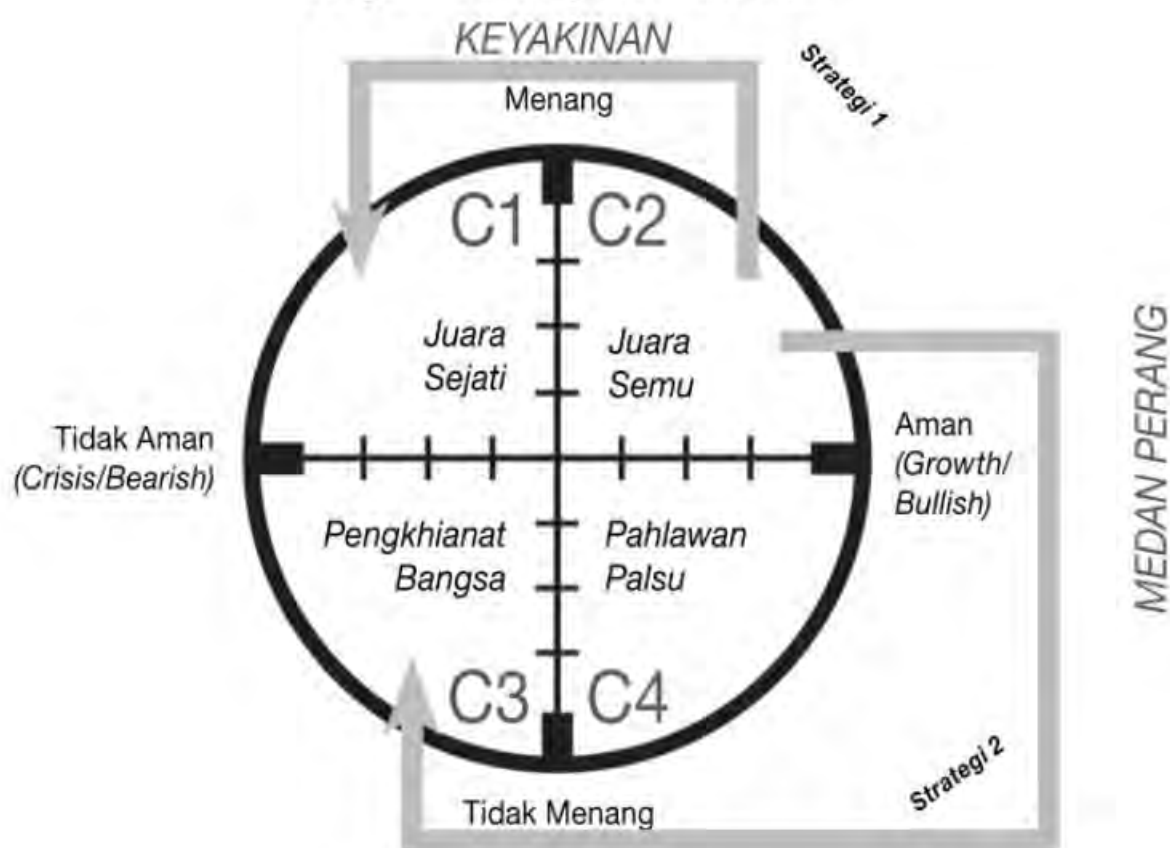 KEYAKINAN
Strategi 1
Menang
C1
C2
Juara
Sejati
Juara
Semu
Tidak Aman
(Crisis/Bearish)
Aman
(Growth/
Bullish)
MEDAN PERANG
Pengkhianat
Bangsa
Pahlawan
Palsu
C3
C4
Tidak Menang
Strategi 2